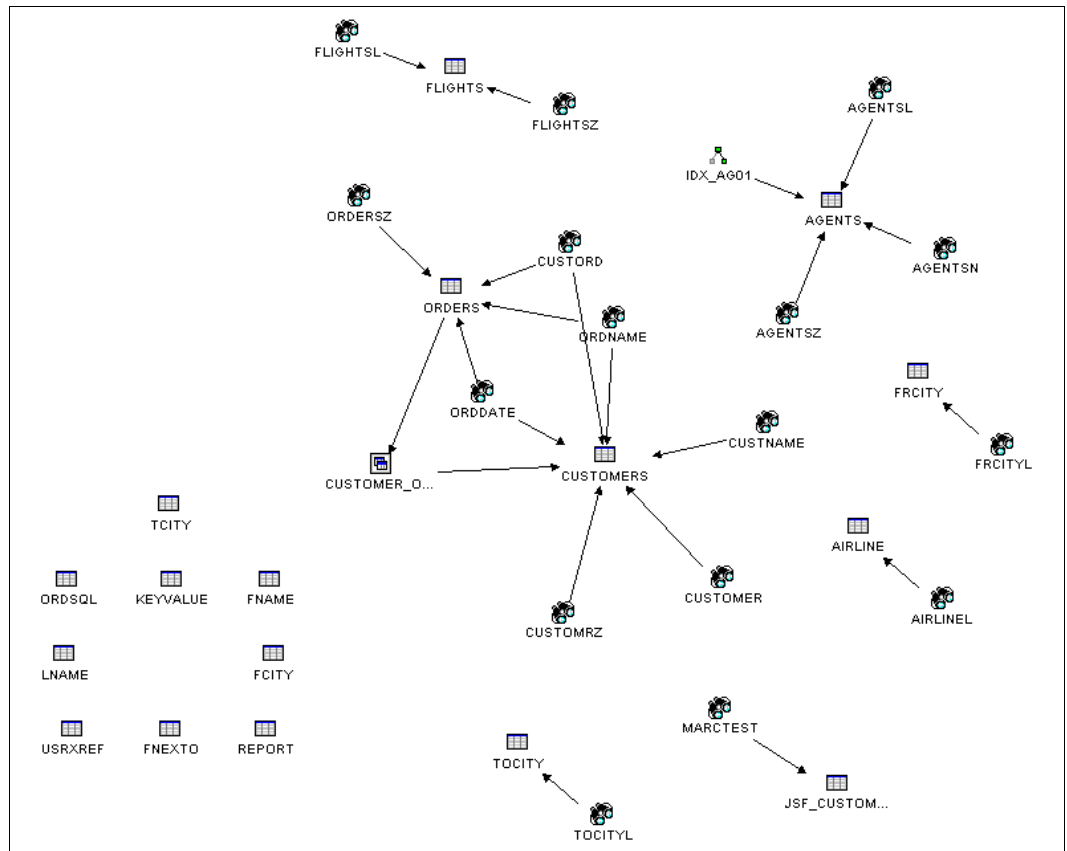 FLIGHTSL
FLIGHTS
FLIGHTSZ
AGENTSL
IDX_AG01
AGENTS
ORDERSZ
CUSTORD
AGENTSN
ORDERS
AGENTSZ
ORDNAME
FRCITY
ORDDATE
CUSTNAME
FRCITYL
CUSTOMERS
CUSTOMER_O...
TCITY
AIRLINE
ORDSQL
KEYVALUE
FNAME
CUSTOMER
AIRLINEL
CUSTOMRZ
LNAME
FCITY
MARCTEST
USRXREF
FNEXTO
REPORT
TOCITY
JSF_CUSTOM...
TOCITYL